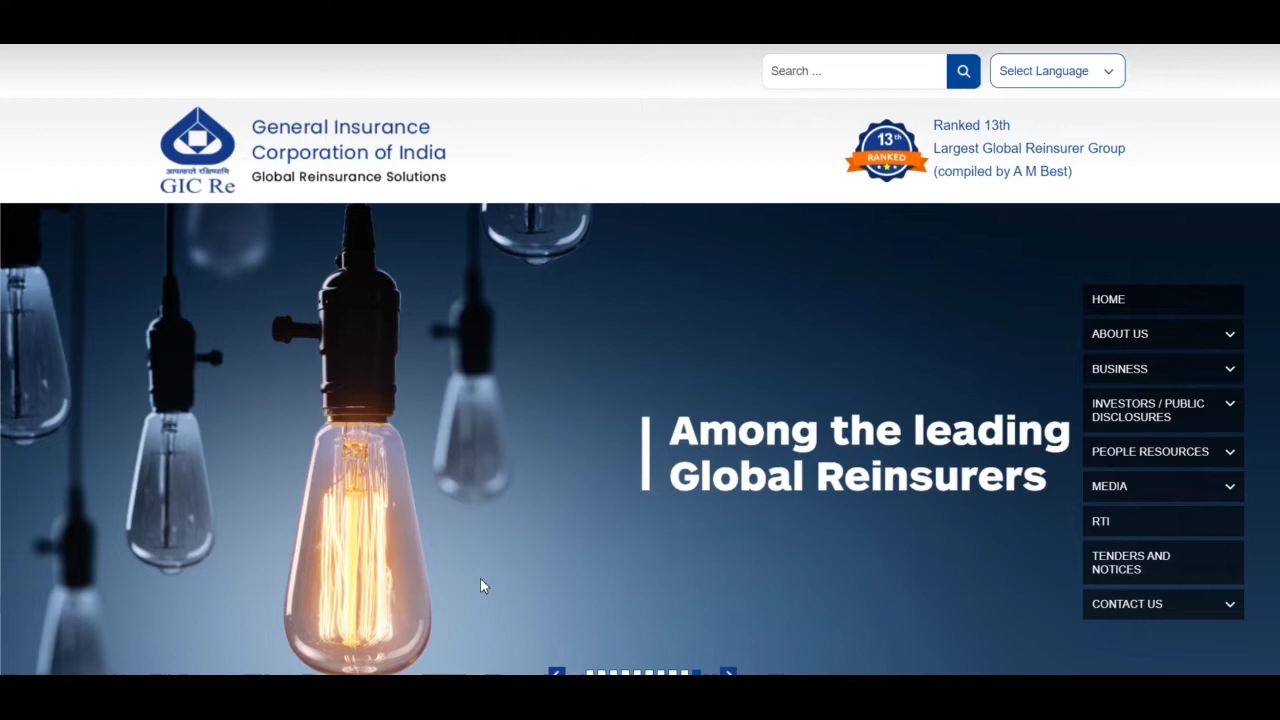 Search ...
Select Language
General Insurance
Corporation of India
Global Reinsurance Solutions
आपत्काले रक्षिष्यामि
GIC Re
13th
RANKED
Ranked 13th
Largest Global Reinsurer Group
(compiled by A M Best)
HOME
ABOUT US
BUSINESS
INVESTORS / PUBLIC
DISCLOSURES
PEOPLE RESOURCES
MEDIA
RTI
TENDERS AND
NOTICES
CONTACT US
Among the leading
Global Reinsurers